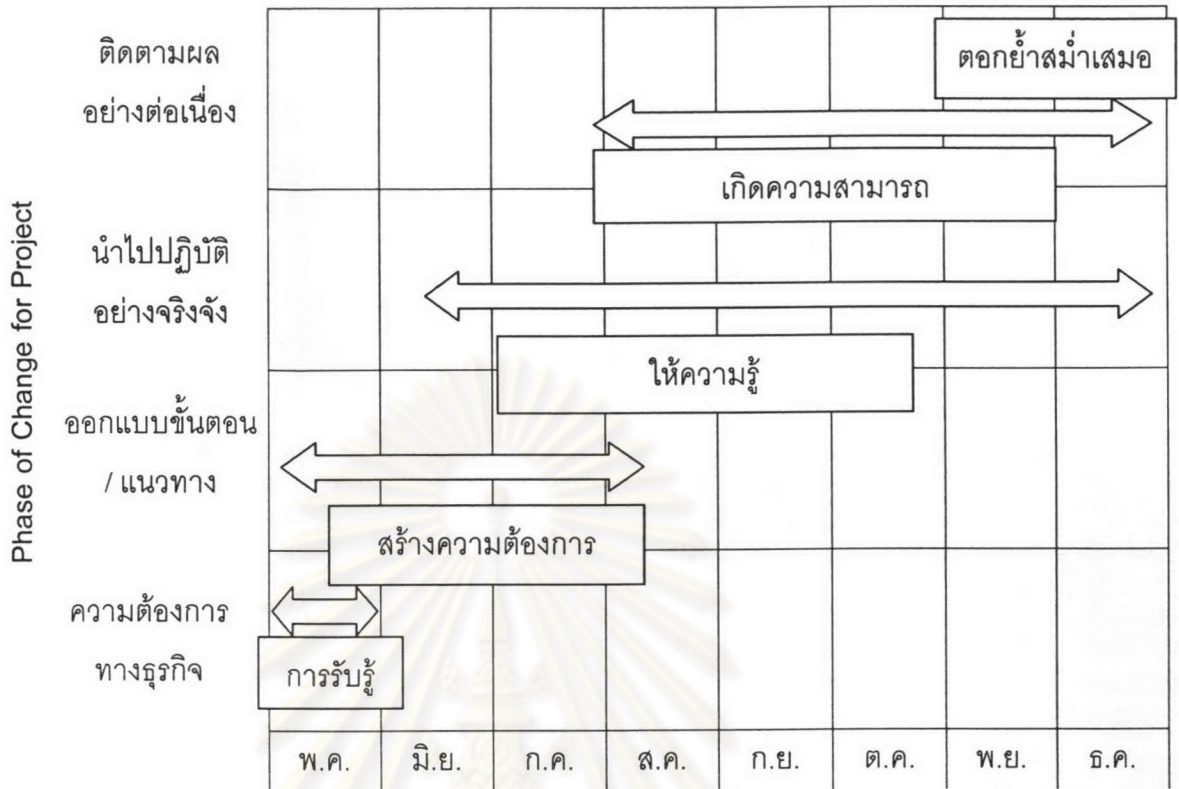 Phase of Change for Project
ติดตามผล
อย่างต่อเนื่อง
ตอกย้ำสม่ำเสมอ
เกิดความสามารถ
นำไปปฏิบัติ
อย่างจริงจัง
ให้ความรู้
ออกแบบขั้นตอน
/ แนวทาง
สร้างความต้องการ
ความต้องการ
ทางธุรกิจ
การรับรู้
พ.ค. มิ.ย. ก.ค. ส.ค. ก.ย. ต.ค. พ.ย. ธ.ค.